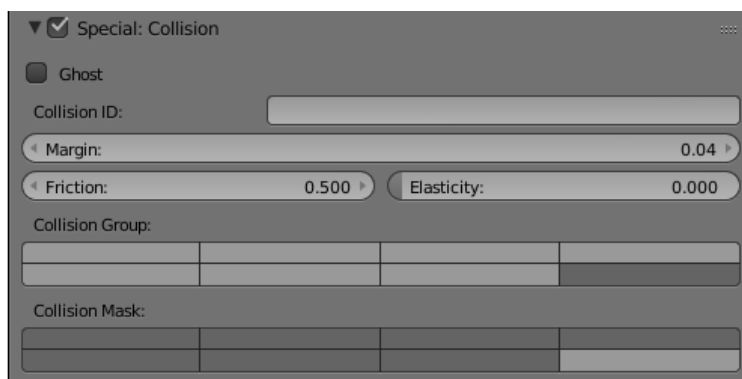 Special: Collision
Ghost
Collision ID:
Margin: 0.04
Friction: 0.500 Elasticity: 0.000
Collision Group:
Collision Mask: